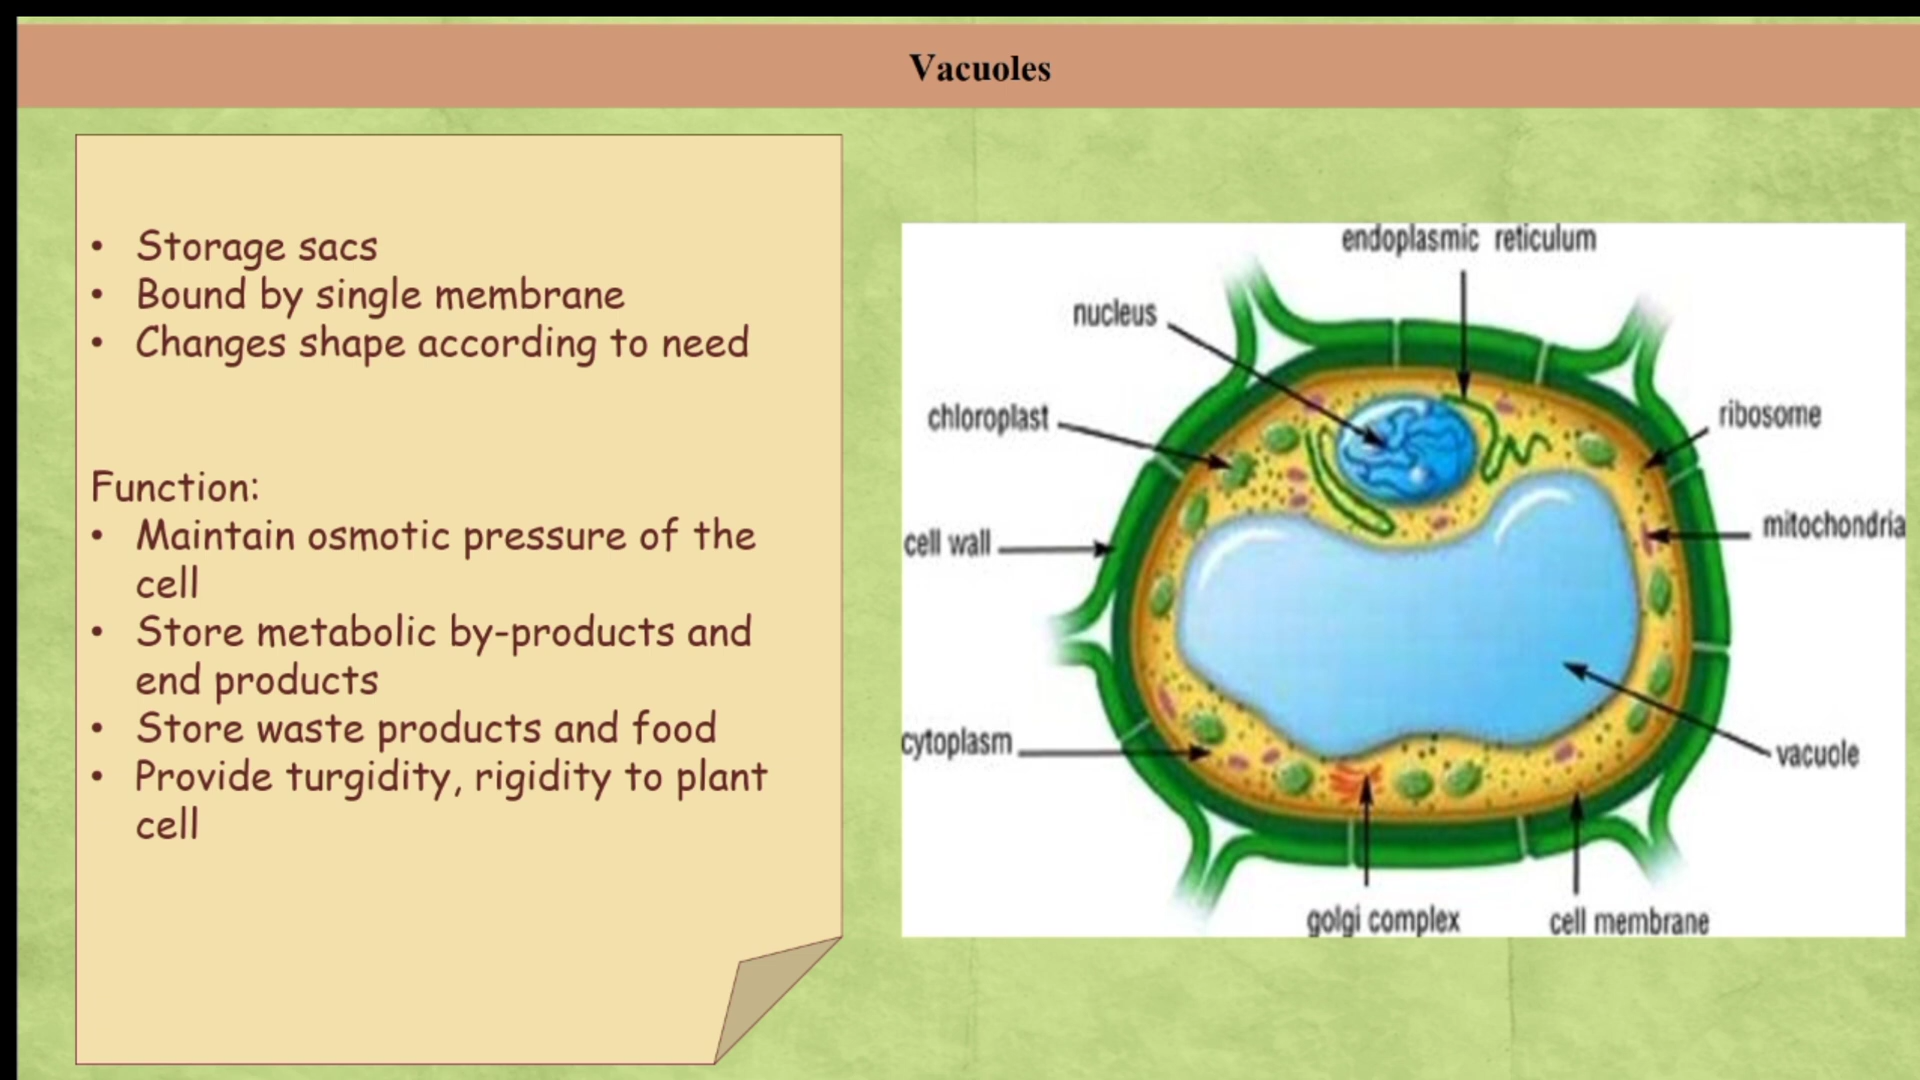 Vacuoles
• Storage sacs
• Bound by single membrane
• Changes shape according to need
Function:
• Maintain osmotic pressure of the
cell
• Store metabolic by-products and
end products
• Store waste products and food
• Provide turgidity, rigidity to plant
cell
endoplasmic reticulum
nucleus
chloroplast
ribosome
mitochondria
cell wall
cytoplasm
vacuole
golgi complex
cell membrane